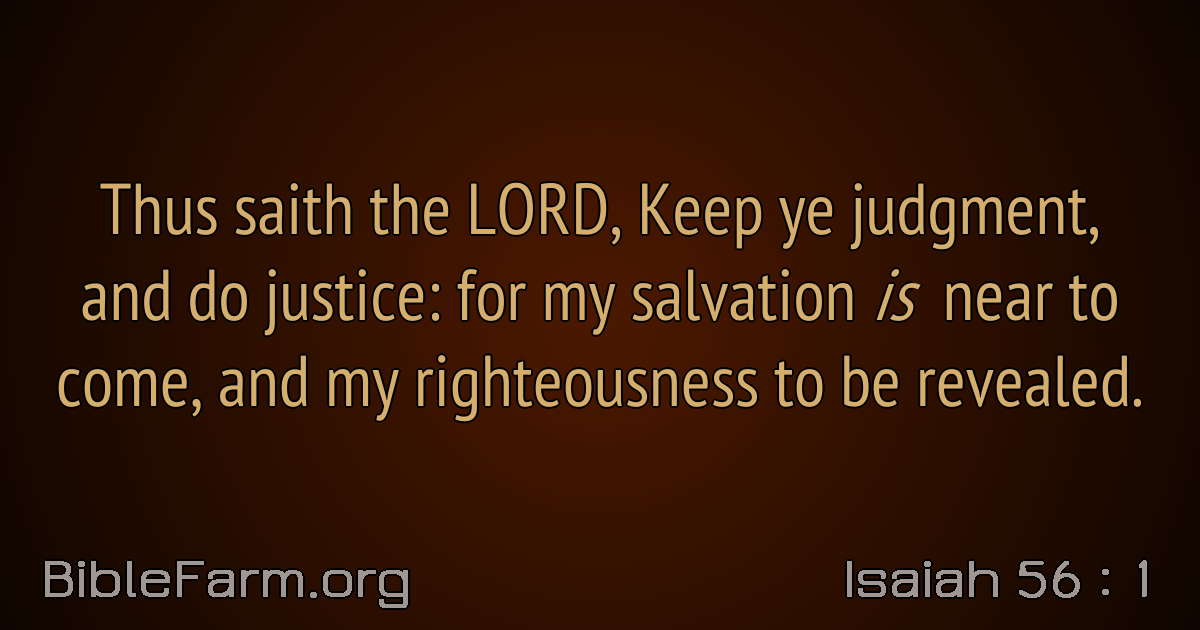 Thus saith the LORD, Keep ye judgment,
and do justice: for my salvation is near to
come, and my righteousness to be revealed.
BibleFarm.org
Isaiah 56 : 1